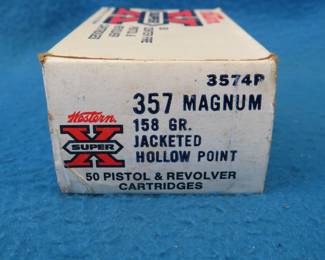 3574P
357 MAGNUM
158 GR.
JACKETED
HOLLOW POINT
Western
SUPER
X
50 PISTOL & REVOLVER
CARTRIDGES